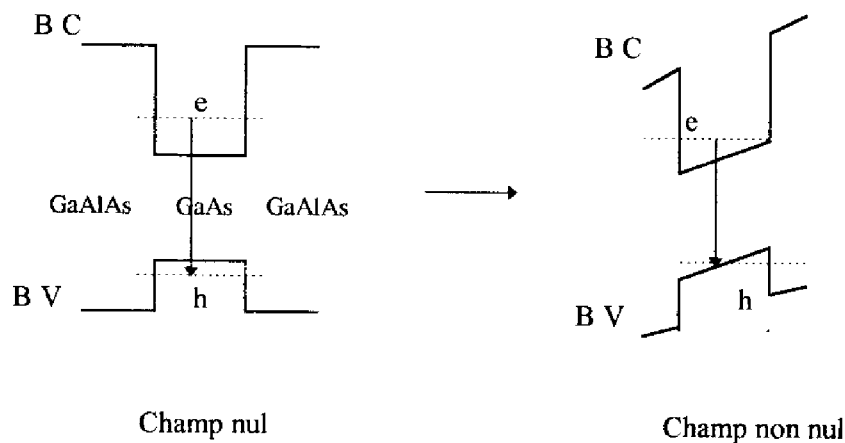 B C
e
GaAlAs GaAs GaAlAs
h
B V
Champ nul
B C
e
h
B V
Champ non nul